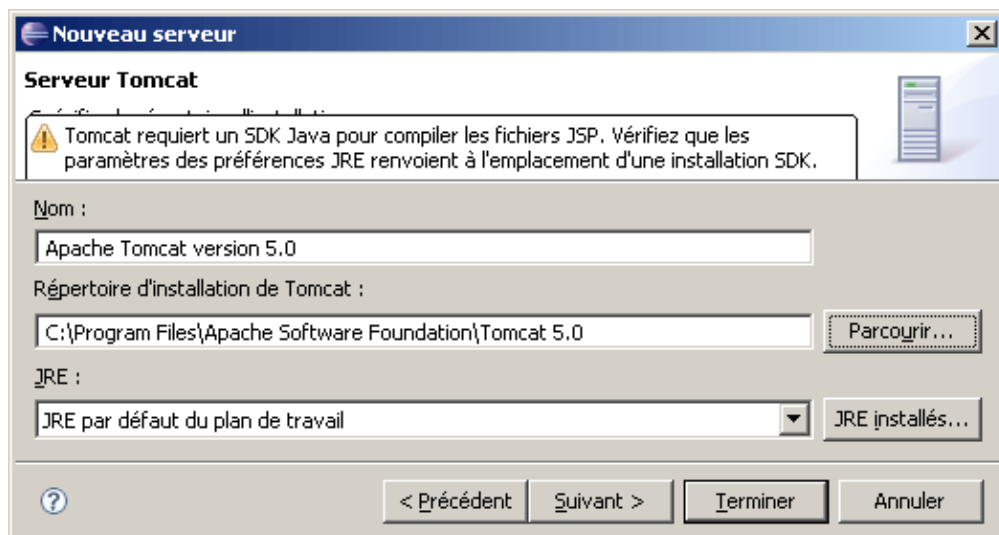 Nouveau serveur
Serveur Tomcat
Tomcat requiert un SDK Java pour compiler les fichiers JSP. Vérifiez que les
paramètres des préférences JRE renvoient à l'emplacement d'une installation SDK.
Nom :
Apache Tomcat version 5.0
Répertoire d'installation de Tomcat :
C:\Program Files\Apache Software Foundation\Tomcat 5.0
Parcourir...
JRE :
JRE par défaut du plan de travail
JRE installés...
< Précédent
Suivant >
Terminer
Annuler